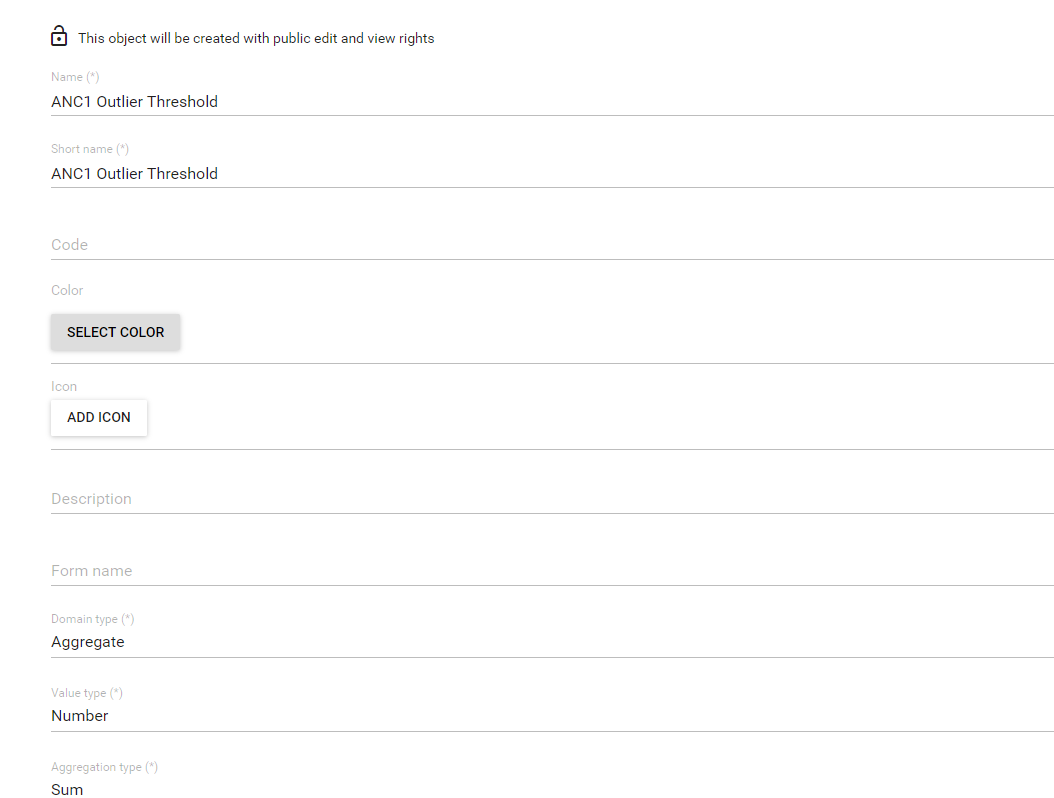 This object will be created with public edit and view rights
Name (*)
ANC1 Outlier Threshold
Short name (*)
ANC1 Outlier Threshold
Code
Color
SELECT COLOR
Icon
ADD ICON
Description
Form name
Domain type (*)
Aggregate
Value type (*)
Number
Aggregation type (*)
Sum